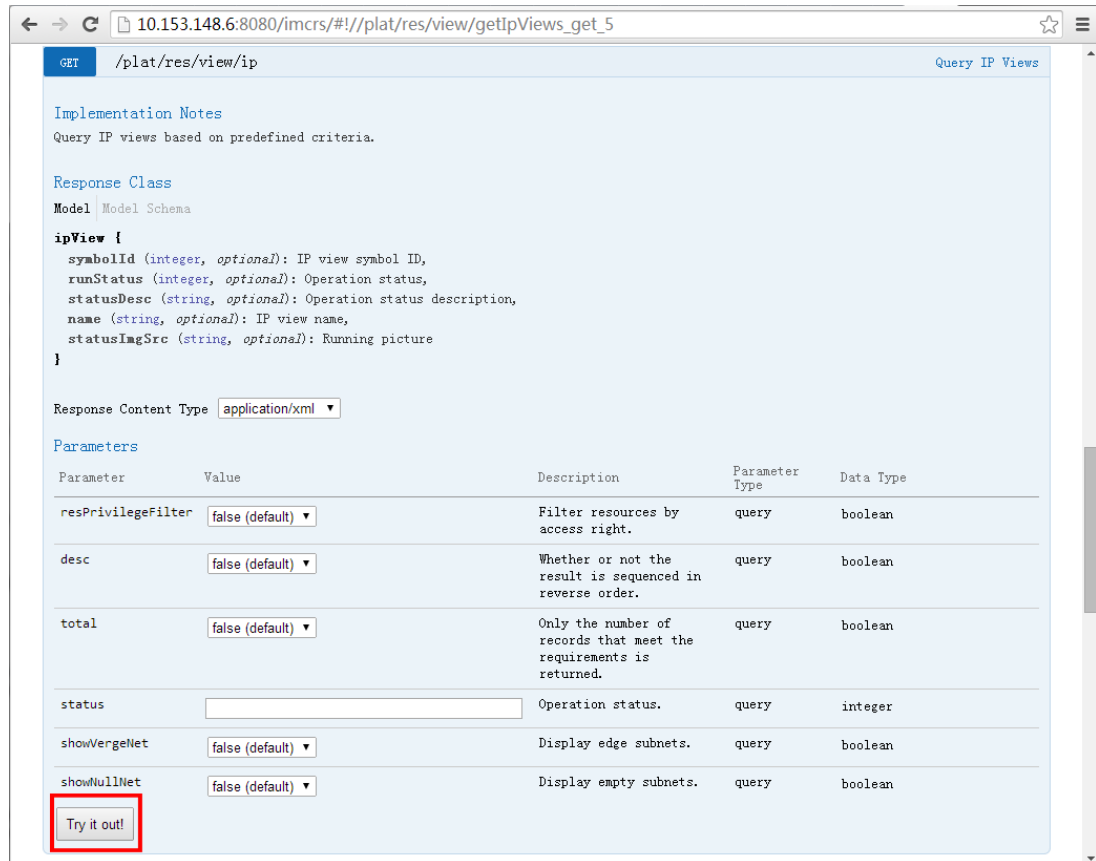 10.153.148.6:8080/imcrs/#!//plat/res/view/getIpViews_get_5
GET /plat/res/view/ip Query IP Views
Implementation Notes
Query IP views based on predefined criteria.
Response Class
Model Model Schema
ipView {
symbolId (integer, optional): IP view symbol ID,
runStatus (integer, optional): Operation status,
statusDesc (string, optional): Operation status description,
name (string, optional): IP view name,
statusImgSrc (string, optional): Running picture
}
Response Content Type application/xml
Parameters
Parameter Value Description Parameter Type Data Type
resPrivilegeFilter false (default) Filter resources by access right. query boolean
desc false (default) Whether or not the result is sequenced in reverse order. query boolean
total false (default) Only the number of records that meet the requirements is returned. query boolean
status Operation status. query integer
showVergeNet false (default) Display edge subnets. query boolean
showNullNet false (default) Display empty subnets. query boolean
Try it out!